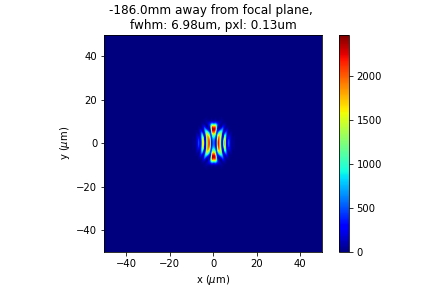 -186.0mm away from focal plane,
fwhm: 6.98um, pxl: 0.13um
40
20
0
−20
−40
y (μm)
−40 −20 0 20 40
x (μm)
2000
1500
1000
500
0